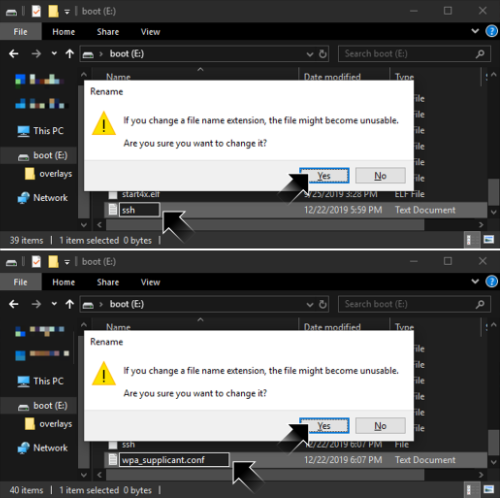 boot (E:)
File Home Share View
boot (E:) Search boot (E:)
Name Date modified Type
Rename
If you change a file name extension, the file might become unusable.
Are you sure you want to change it?
Yes No
This PC
boot (E:)
overlays
Network
File
start4x.elf 9/25/2019 3:28 PM ELF File
ssh 12/22/2019 5:59 PM Text Document
39 items 1 item selected 0 bytes
boot (E:)
File Home Share View
boot (E:) Search boot (E:)
Name Date modified Type
Rename
If you change a file name extension, the file might become unusable.
Are you sure you want to change it?
Yes No
This PC
boot (E:)
overlays
Network
File
ssh 12/22/2019 6:07 PM File
wpa_supplicant.conf 12/22/2019 6:07 PM Text Document
40 items 1 item selected 0 bytes